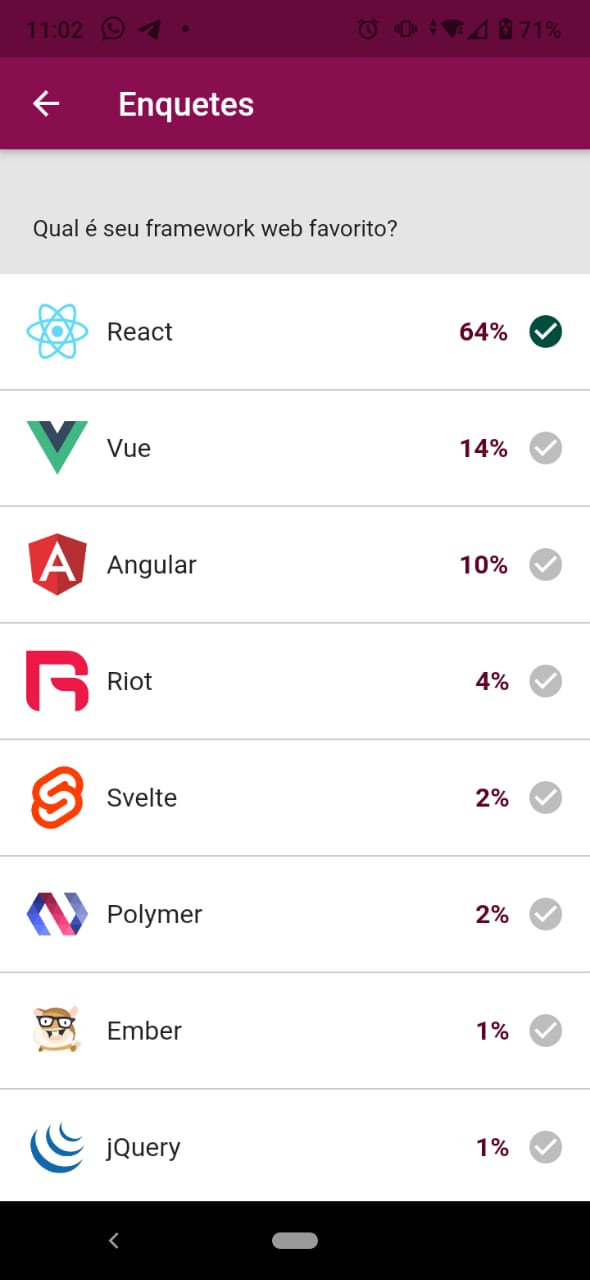 11:02 71%
Enquetes
Qual é seu framework web favorito?
React 64%
Vue 14%
Angular 10%
Riot 4%
Svelte 2%
Polymer 2%
Ember 1%
jQuery 1%